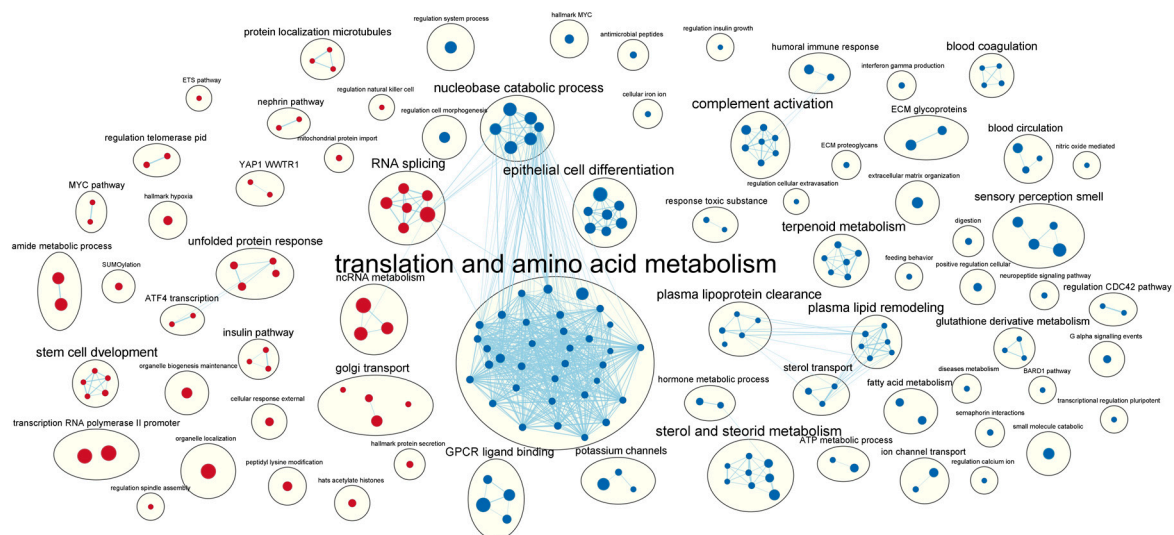 regulation system process
hallmark MYC
antimicrobial peptides
regulation insulin growth
protein localization microtubules
humoral immune response
blood coagulation
interferon gamma production
ETS pathway
regulation natural killer cell
nucleobase catabolic process
cellular iron ion
nephrin pathway
regulation cell morphogenesis
complement activation
ECM glycoproteins
regulation telomerase pid
mitochondrial protein import
blood circulation
nitric oxide mediated
YAP1 WWTR1
RNA splicing
epithelial cell differentiation
ECM proteoglycans
MYC pathway
hallmark hypoxia
regulation cellular extravasation
extracellular matrix organization
response toxic substance
sensory perception smell
terpenoid metabolism
digestion
amide metabolic process
unfolded protein response
translation and amino acid metabolism
feeding behavior
positive regulation cellular
neuropeptide signaling pathway
SUMOylation
ncRNA metabolism
regulation CDC42 pathway
ATF4 transcription
plasma lipoprotein clearance
plasma lipid remodeling
glutathione derivative metabolism
insulin pathway
G alpha signalling events
stem cell dvelopment
organelle biogenesis maintenance
golgi transport
hormone metabolic process
sterol transport
fatty acid metabolism
diseases metabolism
BARD1 pathway
transcriptional regulation pluripotent
cellular response external
semaphorin interactions
transcription RNA polymerase II promoter
organelle localization
hallmark protein secretion
sterol and steorid metabolism
ATP metabolic process
small molecule catabolic
GPCR ligand binding
potassium channels
ion channel transport
regulation calcium ion
peptidyl lysine modification
hats acetylate histones
regulation spindle assembly